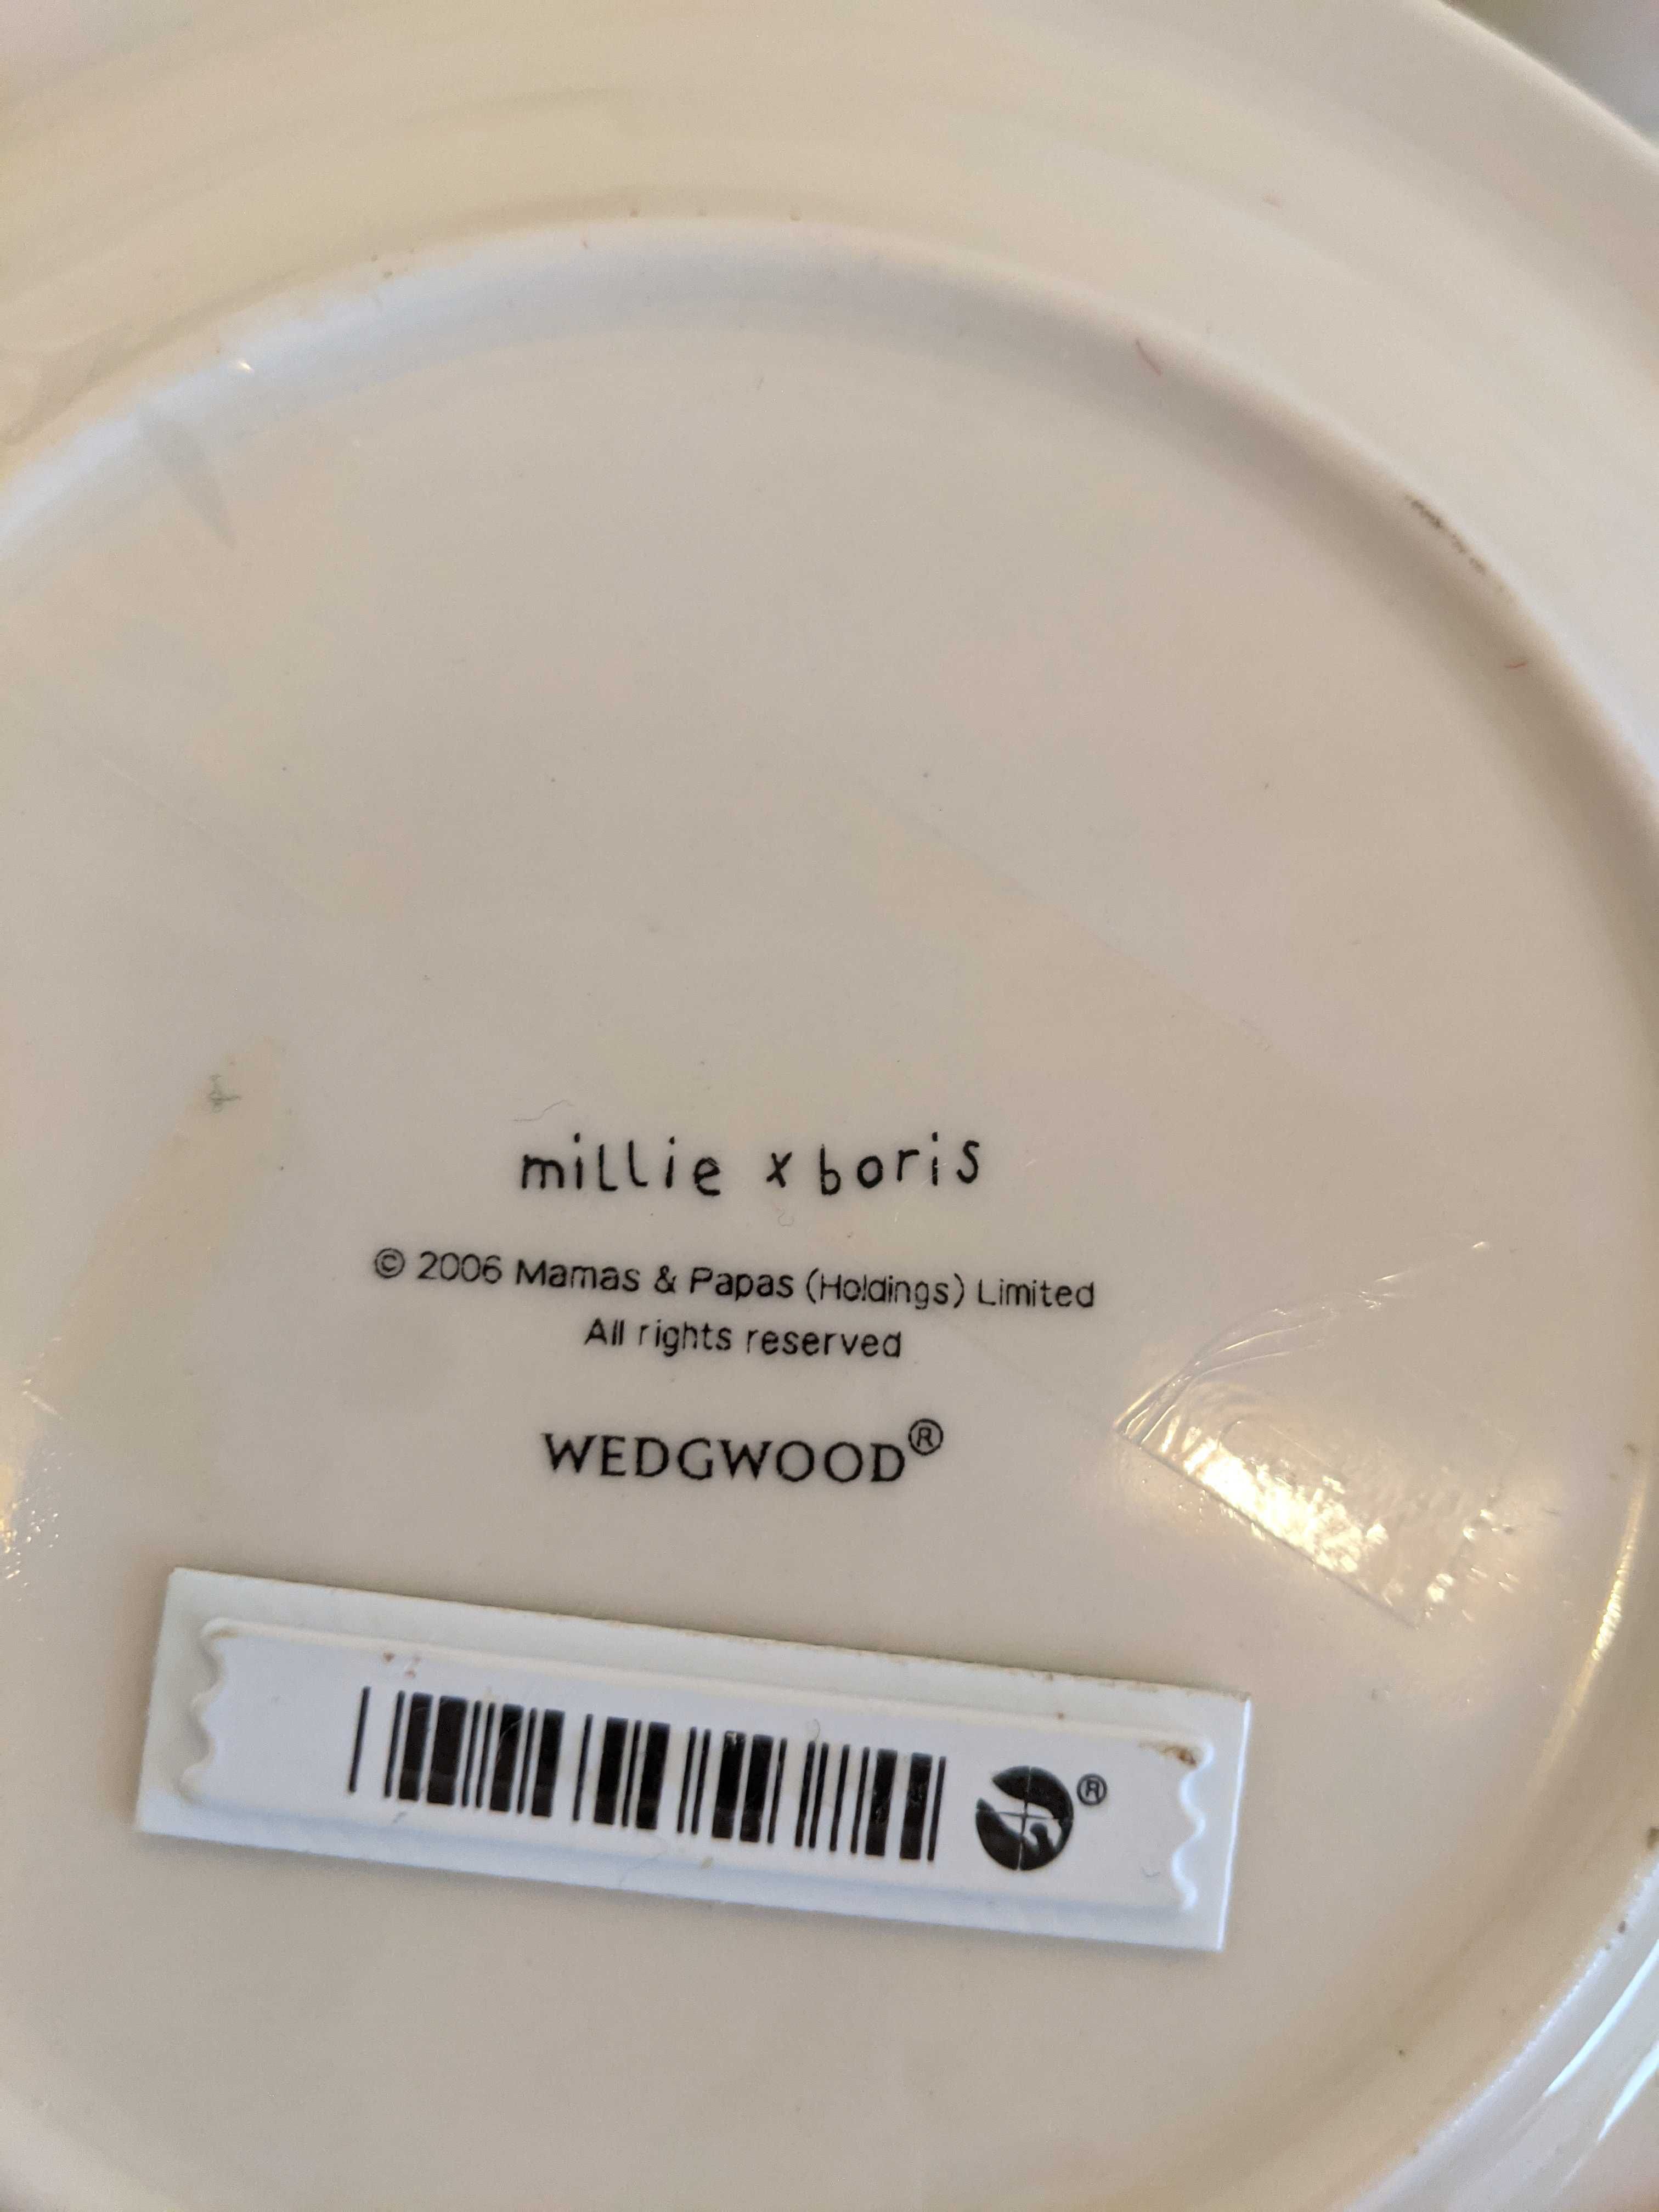 millie x boris
© 2006 Mamas & Papas (Holdings) Limited
All rights reserved
WEDGWOOD®
®